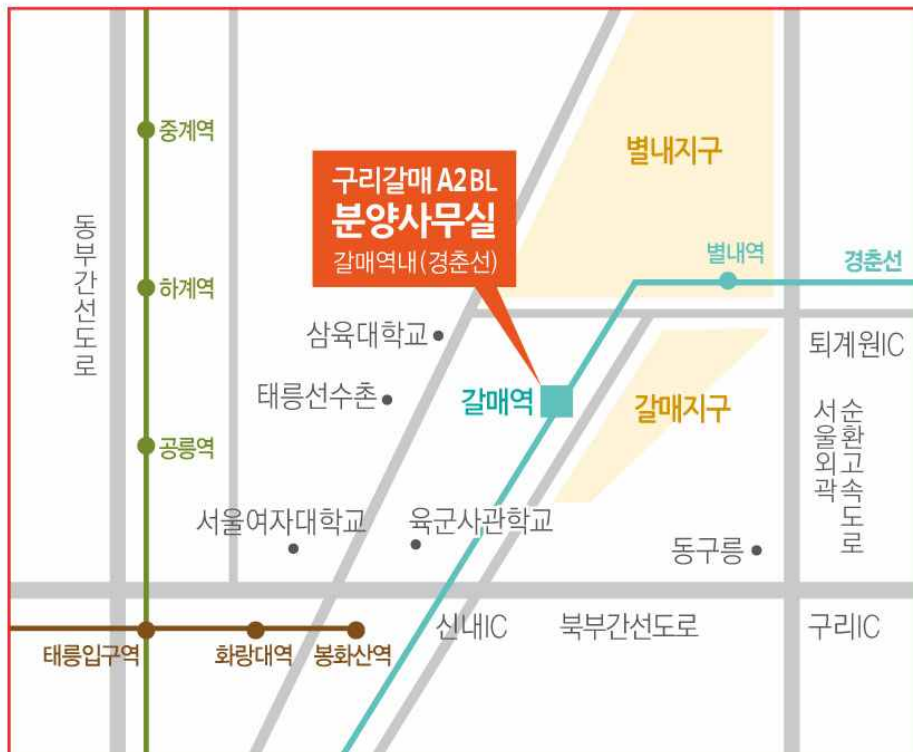 중계역
별내지구
구리갈매 A2 BL
분양사무실
갈매역내(경춘선)
동부간선도로
별내역
경춘선
하계역
삼육대학교
퇴계원IC
태릉선수촌
갈매역
갈매지구
서울외곽
순환고속도로
공릉역
서울여자대학교
육군사관학교
동구릉
신내IC
북부간선도로
구리IC
태릉입구역
화랑대역
봉화산역